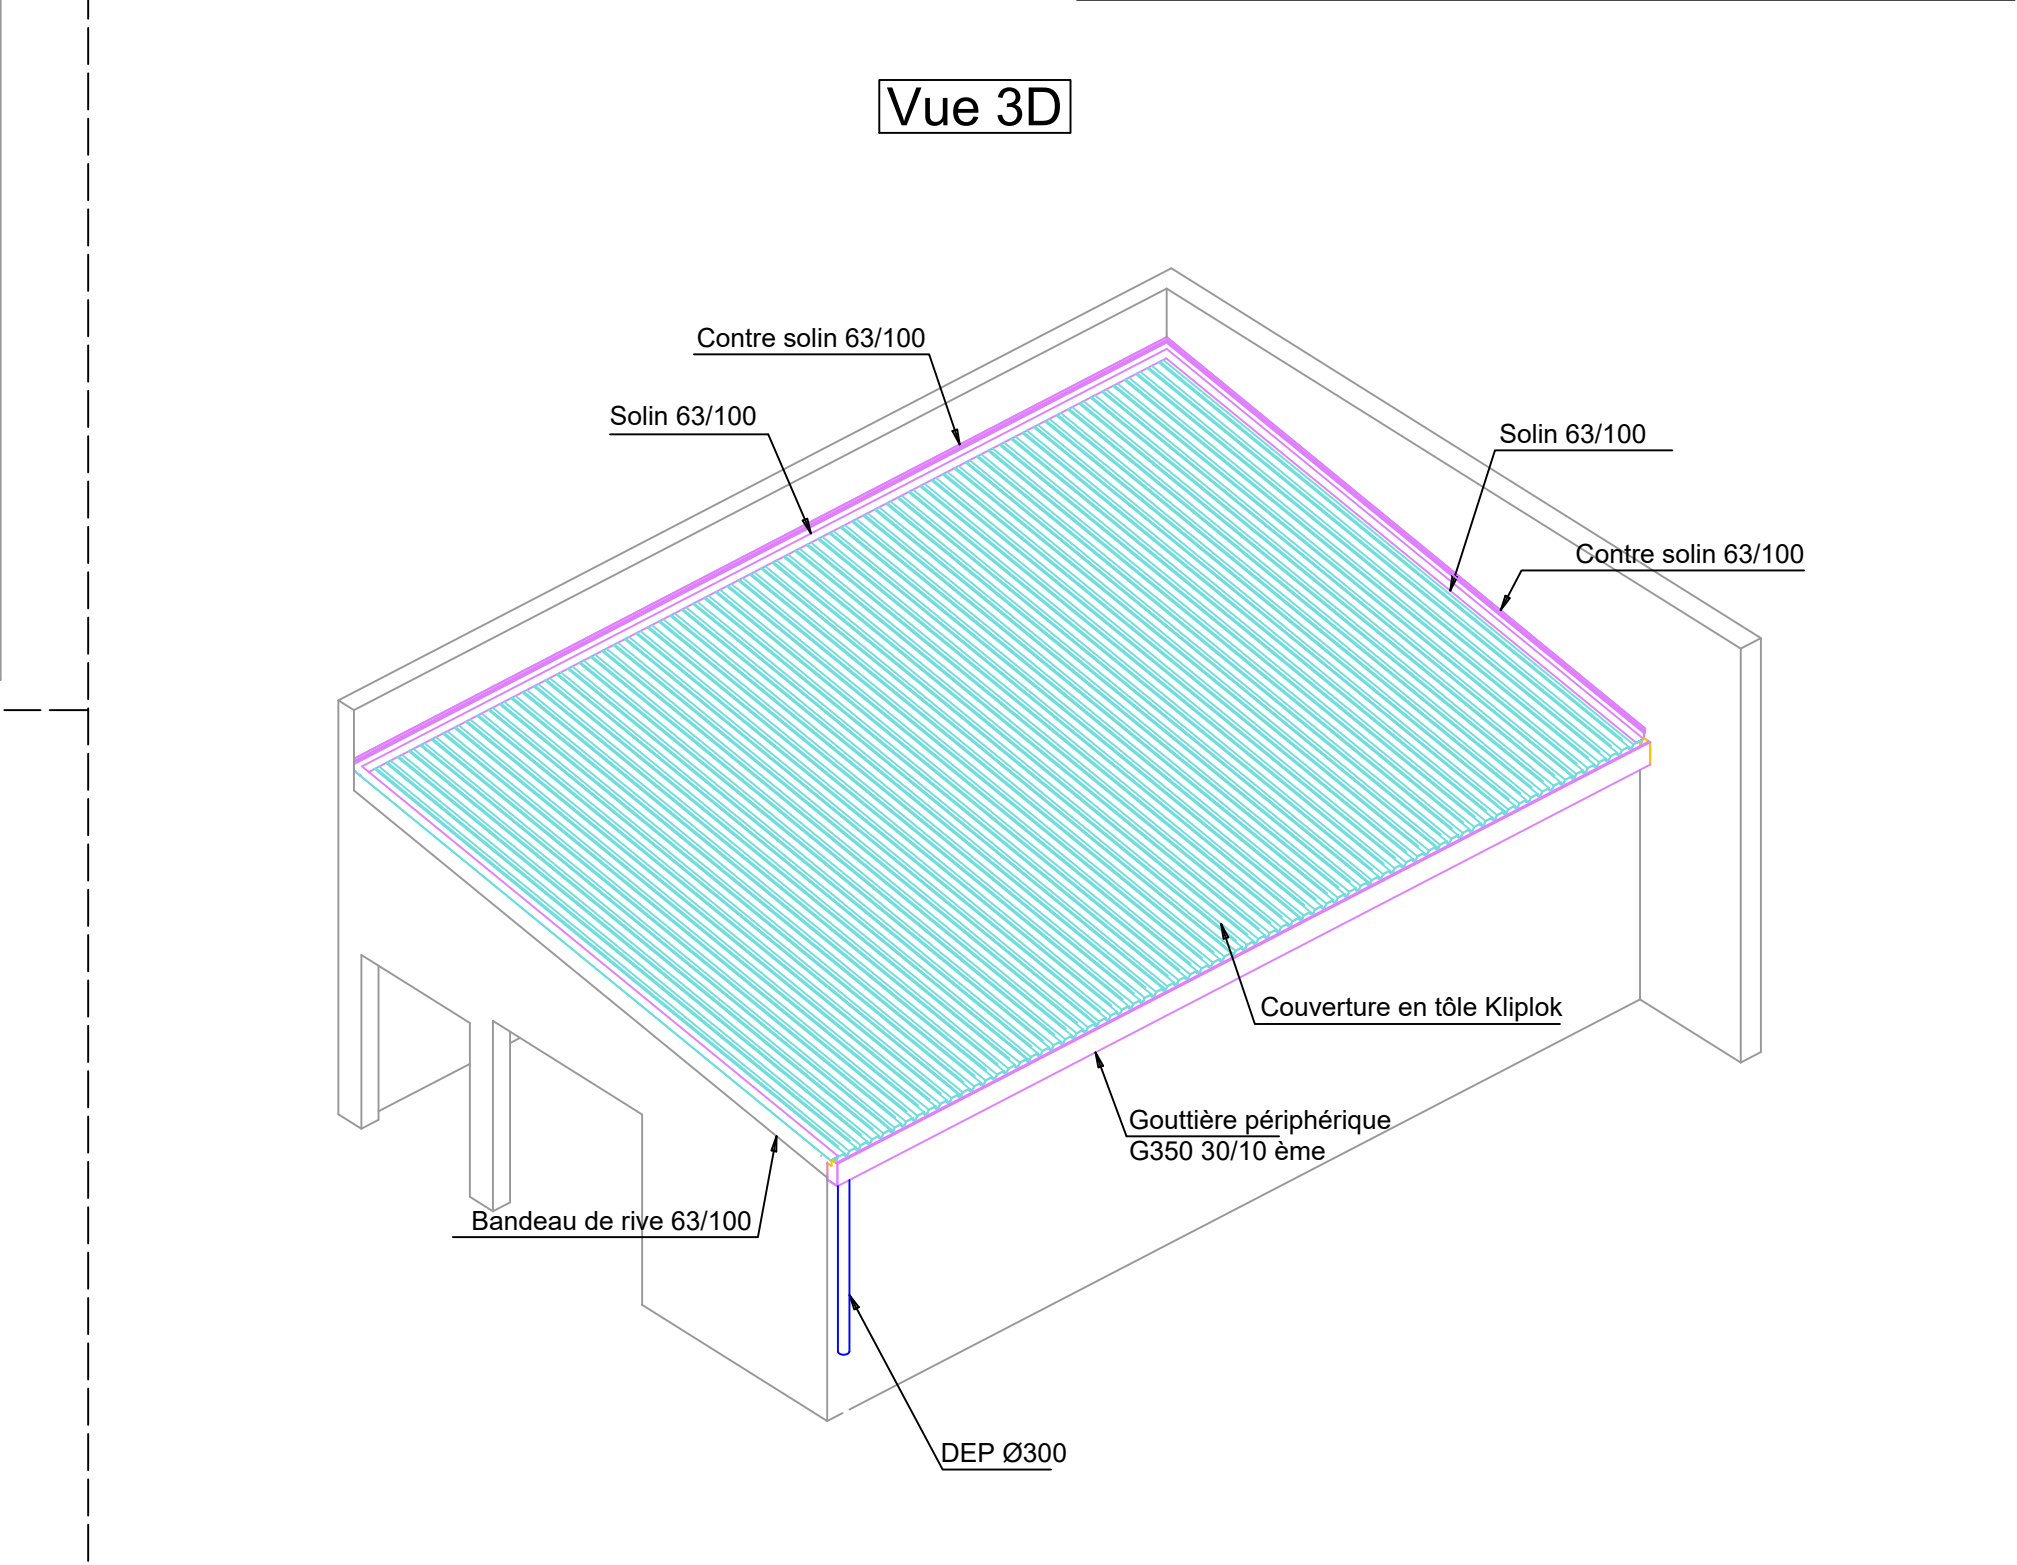 Vue 3D
Contre solin 63/100
Solin 63/100
Solin 63/100
Contre solin 63/100
Couverture en tôle Kliplok
Gouttière périphérique
G350 30/10 ème
Bandeau de rive 63/100
DEP Ø300